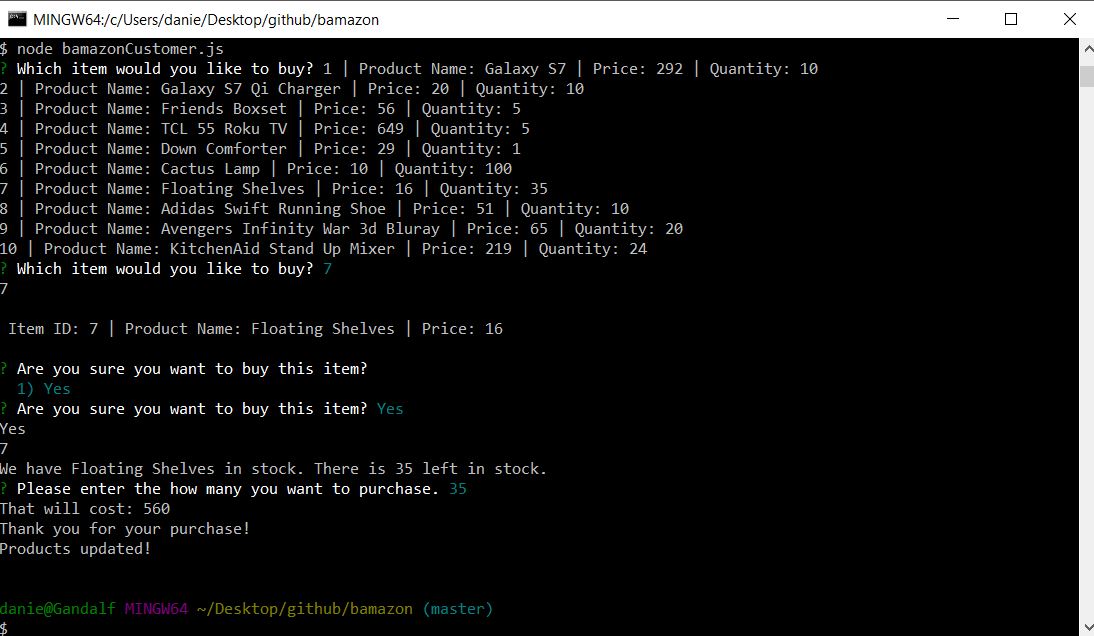 MINGW64:/c/Users/danie/Desktop/github/bamazon
$ node bamazonCustomer.js
? Which item would you like to buy? 1 | Product Name: Galaxy S7 | Price: 292 | Quantity: 10
2 | Product Name: Galaxy S7 Qi Charger | Price: 20 | Quantity: 10
3 | Product Name: Friends Boxset | Price: 56 | Quantity: 5
4 | Product Name: TCL 55 Roku TV | Price: 649 | Quantity: 5
5 | Product Name: Down Comforter | Price: 29 | Quantity: 1
6 | Product Name: Cactus Lamp | Price: 10 | Quantity: 100
7 | Product Name: Floating Shelves | Price: 16 | Quantity: 35
8 | Product Name: Adidas Swift Running Shoe | Price: 51 | Quantity: 10
9 | Product Name: Avengers Infinity War 3d Bluray | Price: 65 | Quantity: 20
10 | Product Name: KitchenAid Stand Up Mixer | Price: 219 | Quantity: 24
? Which item would you like to buy? 7
7
Item ID: 7 | Product Name: Floating Shelves | Price: 16
? Are you sure you want to buy this item?
1) Yes
? Are you sure you want to buy this item? Yes
Yes
7
We have Floating Shelves in stock. There is 35 left in stock.
? Please enter the how many you want to purchase. 35
That will cost: 560
Thank you for your purchase!
Products updated!
danie@Gandalf MINGW64 ~/Desktop/github/bamazon (master)
$